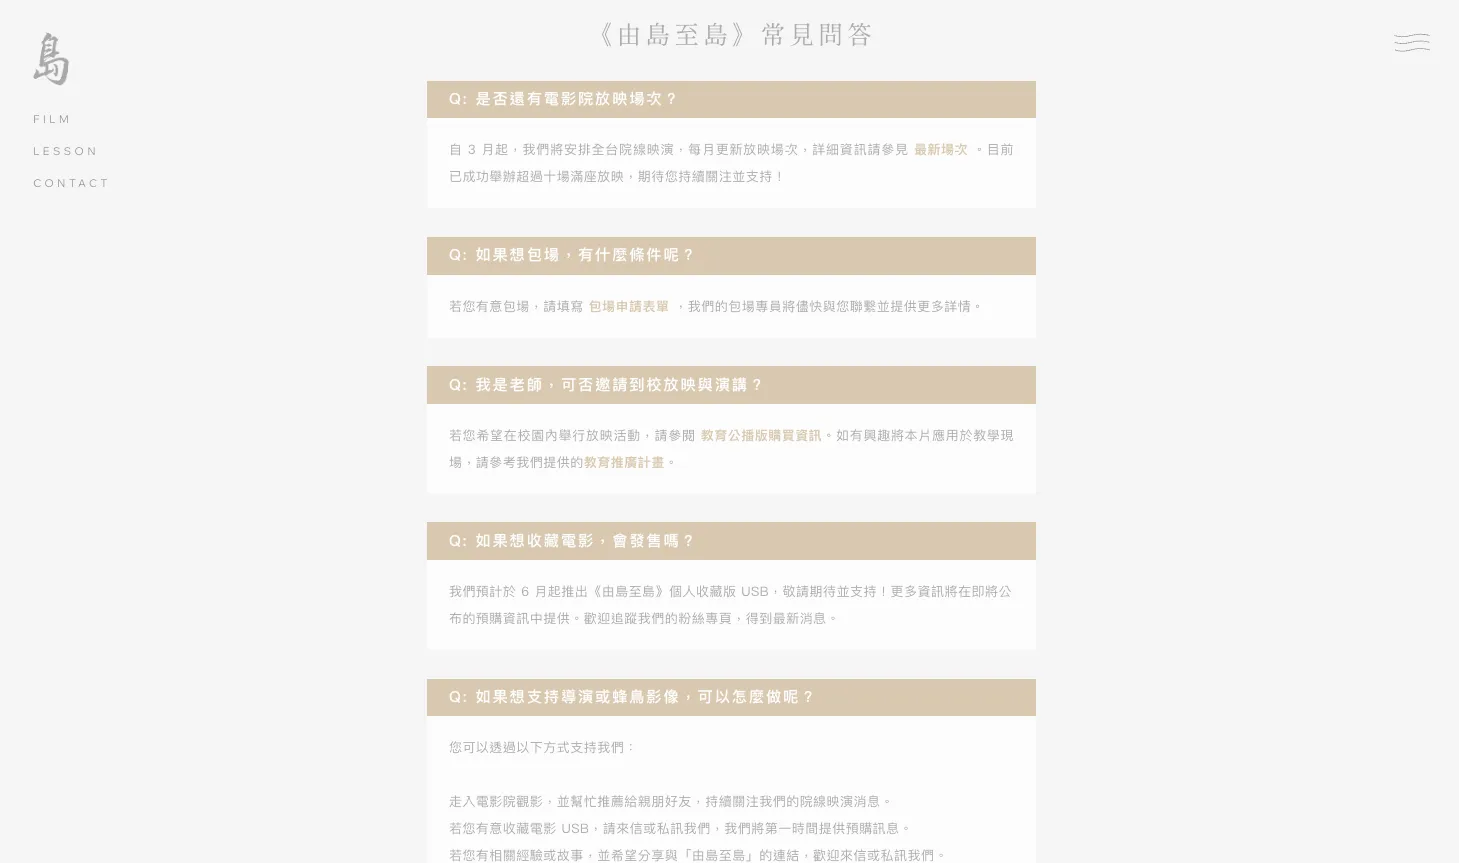 《由島至島》常見問答
島
FILM
LESSON
CONTACT
Q: 是否還有電影院放映場次？
自 3 月起，我們將安排全台院線映演，每月更新放映場次，詳細資訊請參見 最新場次 。目前
已成功舉辦超過十場滿座放映，期待您持續關注並支持！
Q: 如果想包場，有什麼條件呢？
若您有意包場，請填寫 包場申請表單 ，我們的包場專員將儘快與您聯繫並提供更多詳情。
Q: 我是老師，可否邀請到校放映與演講？
若您希望在校園內舉行放映活動，請參閱 教育公播版購買資訊。如有興趣將本片應用於教學現
場，請參考我們提供的教育推廣計畫。
Q: 如果想收藏電影，會發售嗎？
我們預計於 6 月起推出《由島至島》個人收藏版 USB，敬請期待並支持！更多資訊將在即將公
布的預購資訊中提供。歡迎追蹤我們的粉絲專頁，得到最新消息。
Q: 如果想支持導演或蜂鳥影像，可以怎麼做呢？
您可以透過以下方式支持我們：
走入電影院觀影，並幫忙推薦給親朋好友，持續關注我們的院線映演消息。
若您有意收藏電影 USB，請來信或私訊我們，我們將第一時間提供預購訊息。
若您有相關經驗或故事，並希望分享與「由島至島」的連結，歡迎來信或私訊我們。